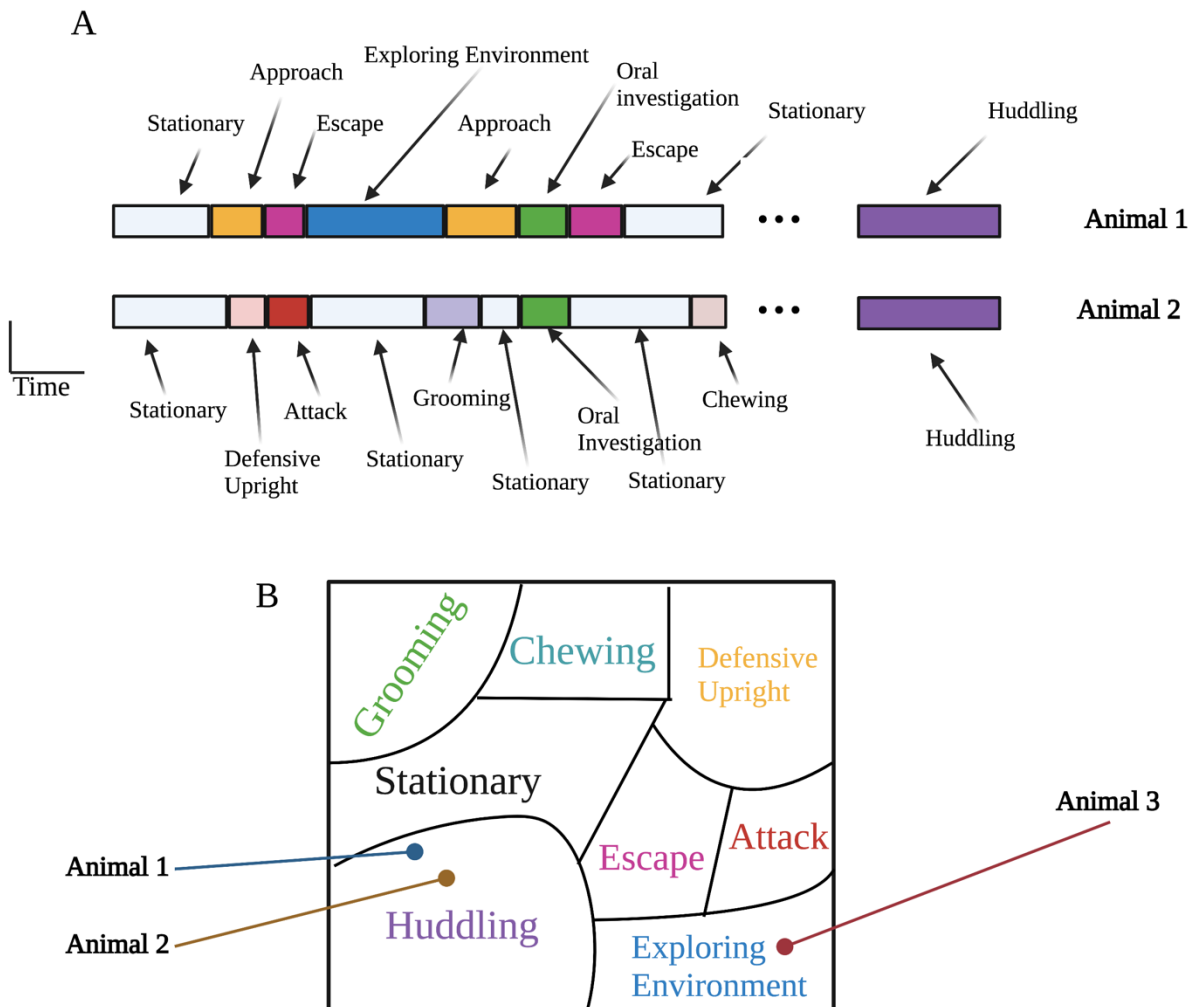 A
Exploring Environment
Approach
Oral
investigation
Stationary
Escape
Approach
Stationary
Huddling
Escape
Animal 1
Animal 2
Time
Stationary
Attack
Grooming
Chewing
Oral
Investigation
Defensive
Upright
Stationary
Stationary
Stationary
Huddling
B
Grooming
Chewing
Defensive
Upright
Stationary
Animal 3
Attack
Escape
Animal 1
Animal 2
Huddling
Exploring
Environment